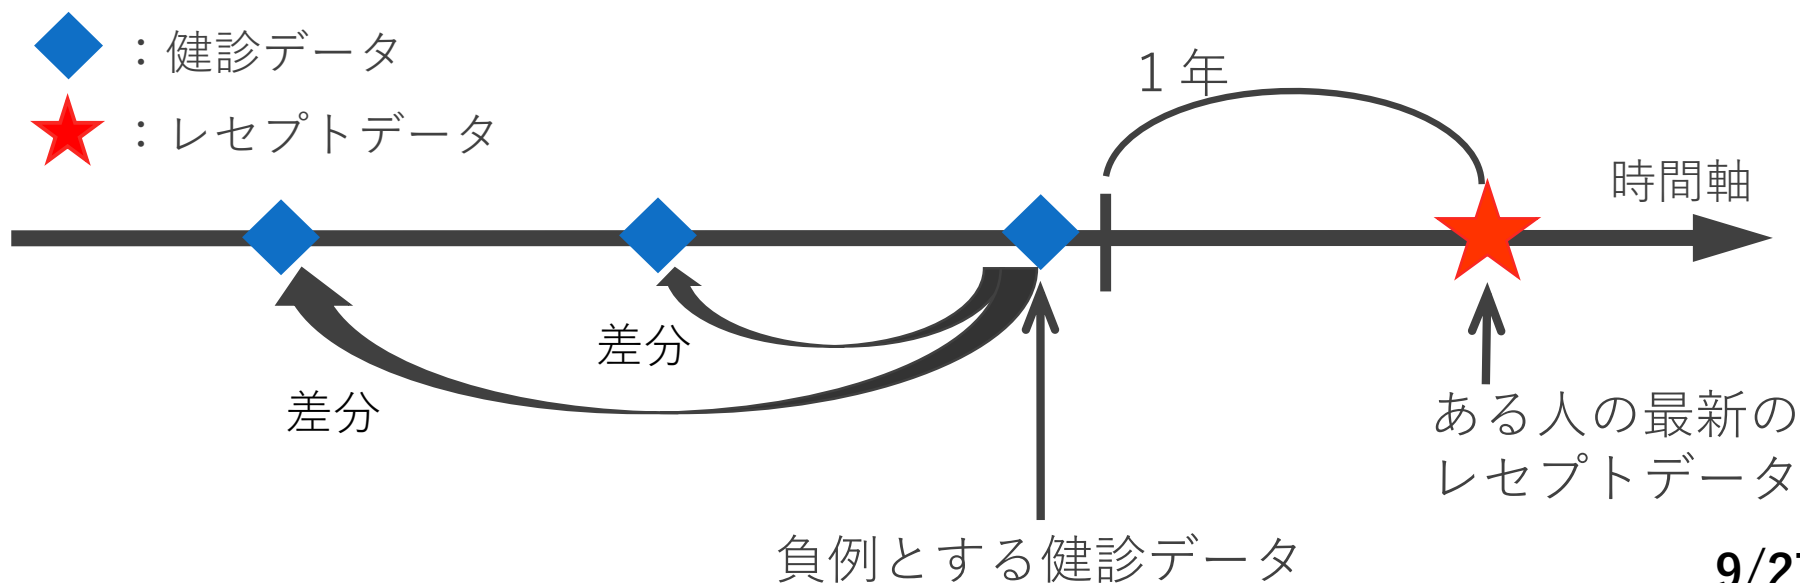 ：健診データ
：レセプトデータ
１年
時間軸
差分
差分
ある人の最新の
レセプトデータ
負例とする健診データ
9/27